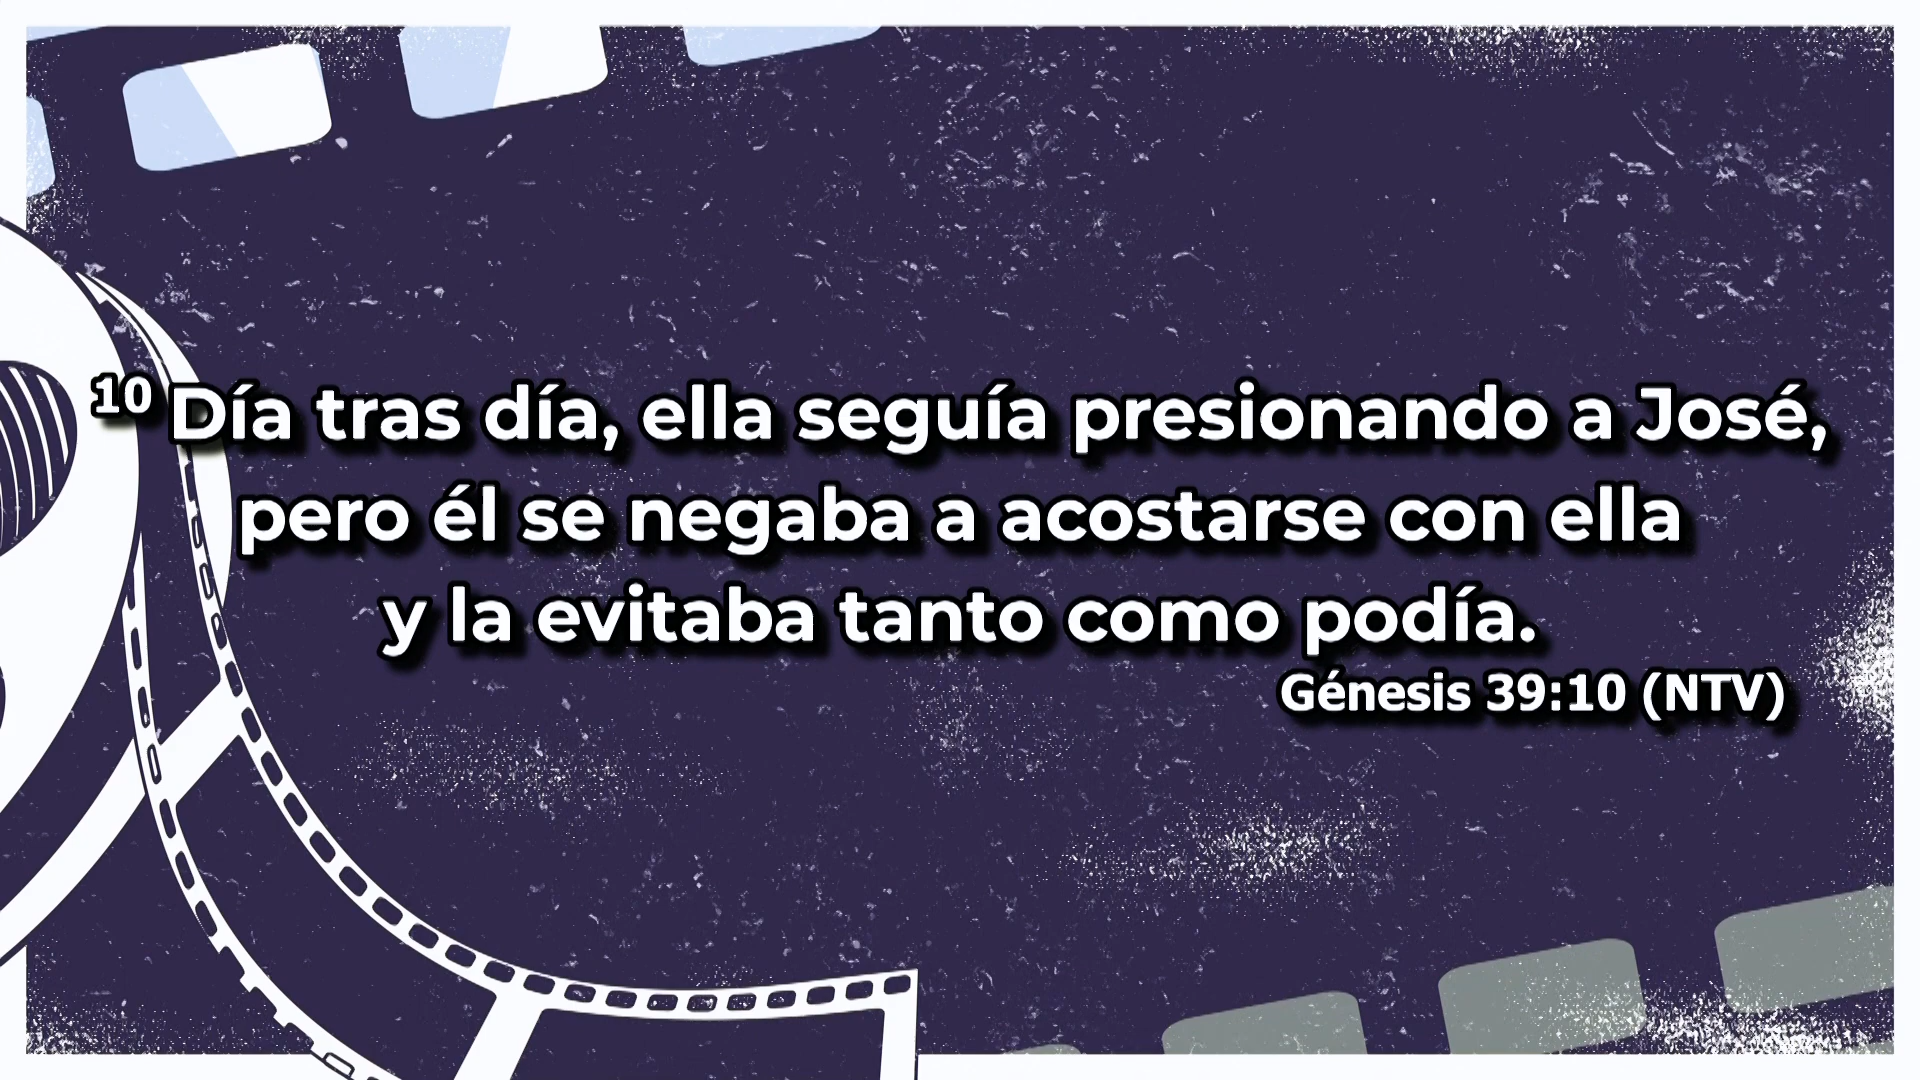 10 Día tras día, ella seguía presionando a José,
pero él se negaba a acostarse con ella
y la evitaba tanto como podía.
Génesis 39:10 (NTV)